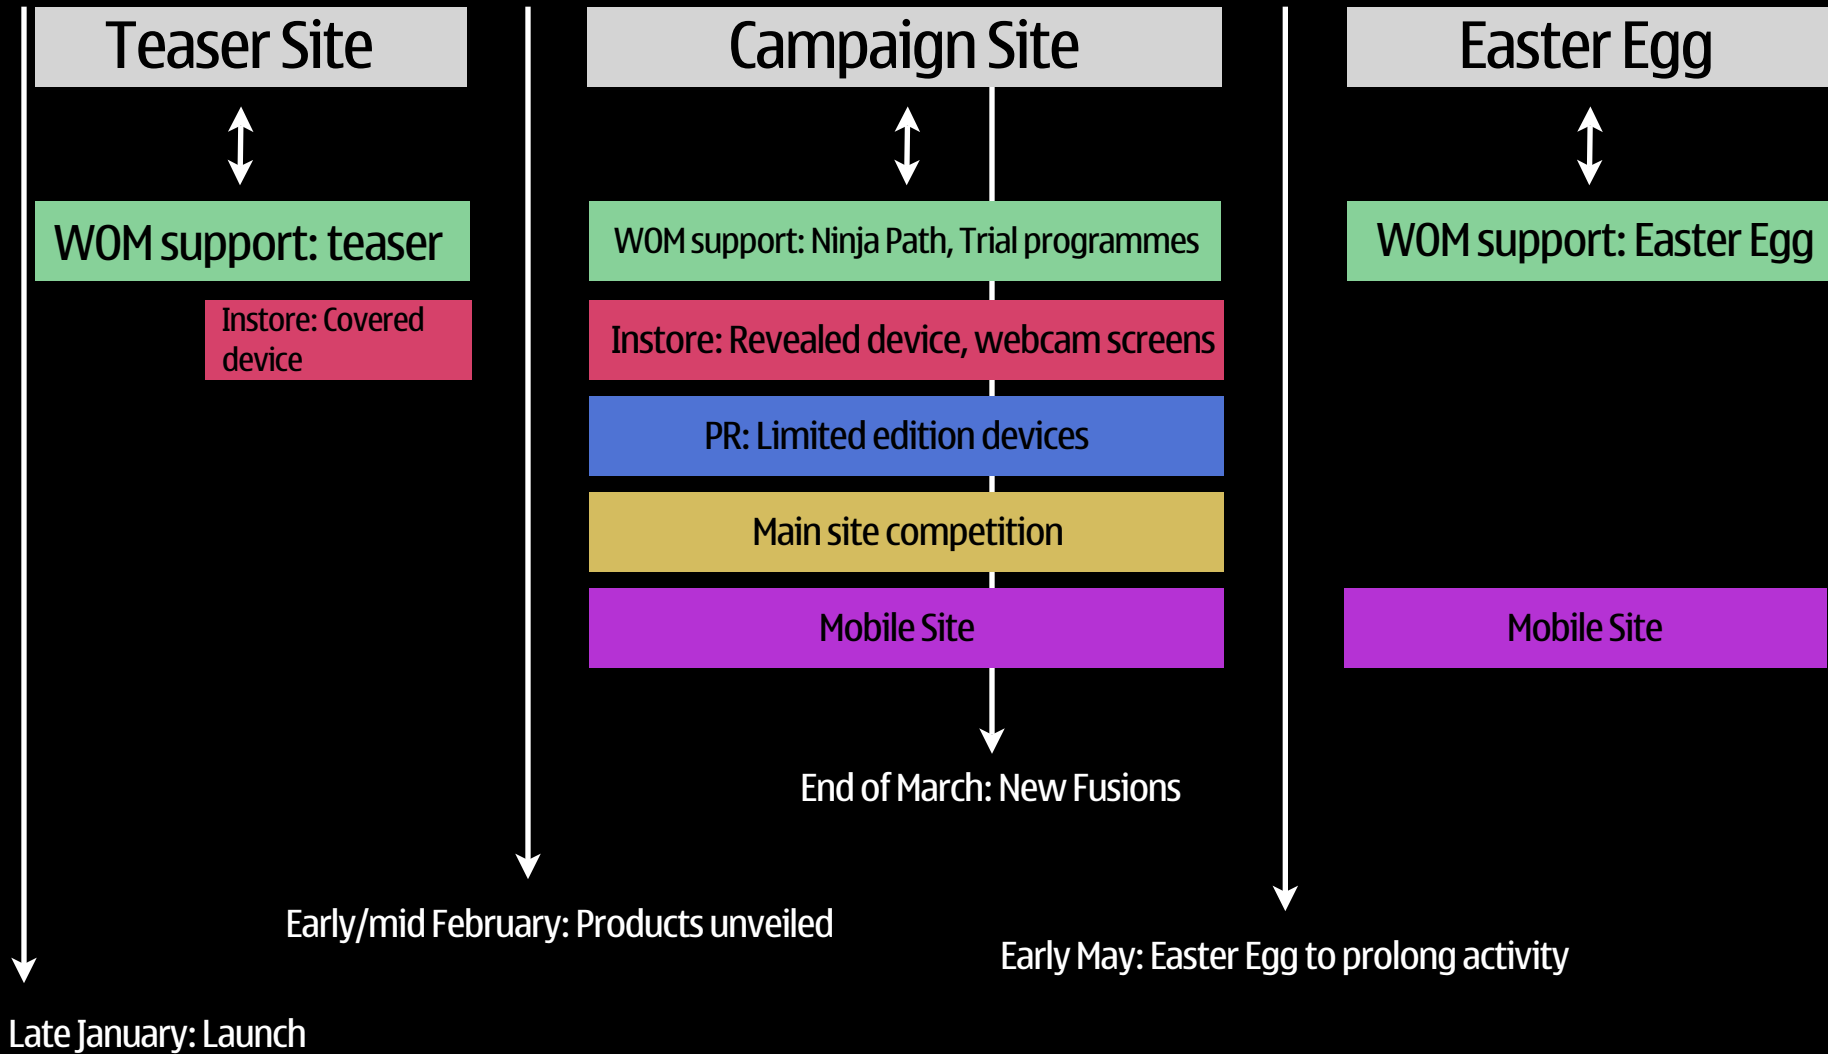 Teaser Site
Campaign Site
Easter Egg
WOM support: teaser
WOM support: Ninja Path, Trial programmes
WOM support: Easter Egg
Instore: Covered
device
Instore: Revealed device, webcam screens
PR: Limited edition devices
Main site competition
Mobile Site
Mobile Site
End of March: New Fusions
Early/mid February: Products unveiled
Early May: Easter Egg to prolong activity
Late January: Launch